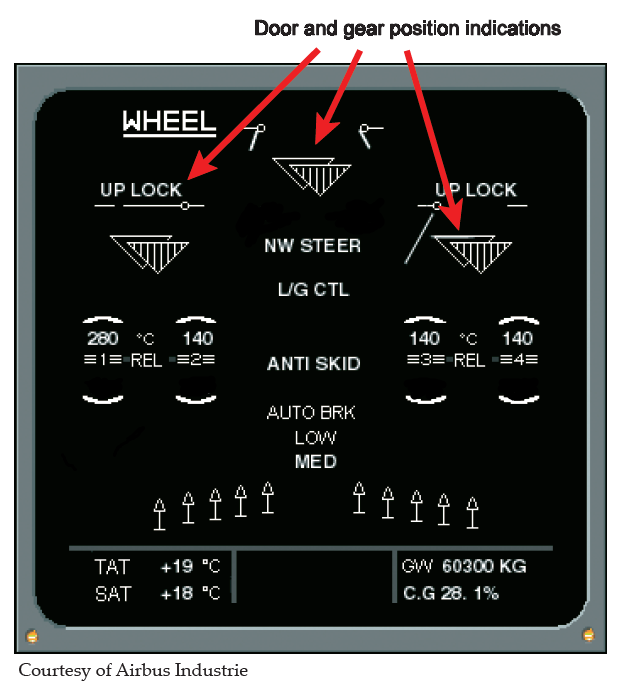 Door and gear position indications
WHEEL
UP LOCK UP LOCK
NW STEER
L/G CTL
280 °C 140 140 °C 140
≡1≡ REL ≡2≡ ANTI SKID ≡3≡ REL ≡4≡
AUTO BRK
LOW
MED
TAT +19 °C GW 60300 KG
SAT +18 °C C.G 28. 1%
Courtesy of Airbus Industrie